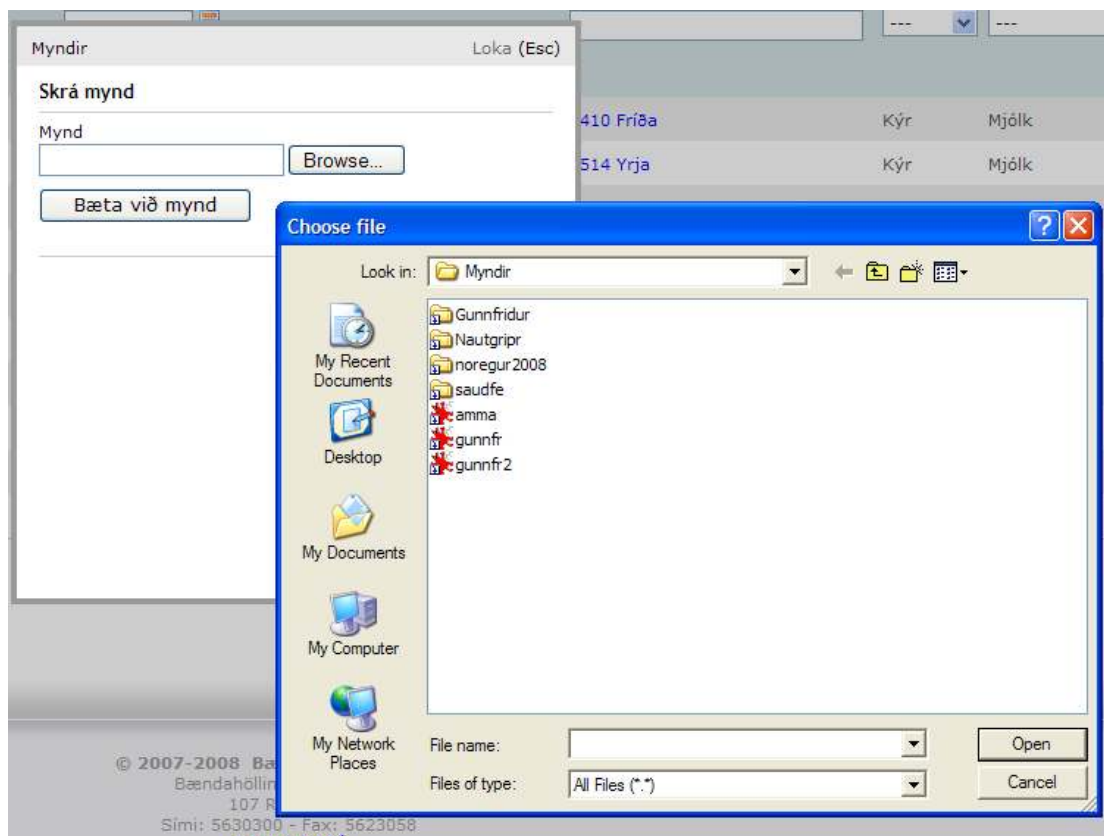 --- ---
Myndir Loka (Esc)
Skrá mynd
Mynd
Browse...
Bæta við mynd
410 Fríða Kýr Mjólk
514 Yrja Kýr Mjólk
Choose file
Look in: Myndir
My Recent Documents
Desktop
My Documents
My Computer
My Network Places
Gunnfridur
Nautgripr
noregur2008
saudfe
amma
gunnfr
gunnfr2
File name: Open
Files of type: All Files (*.*) Cancel
© 2007-2008
107
Sími: 5630300 - Fax: 5623058